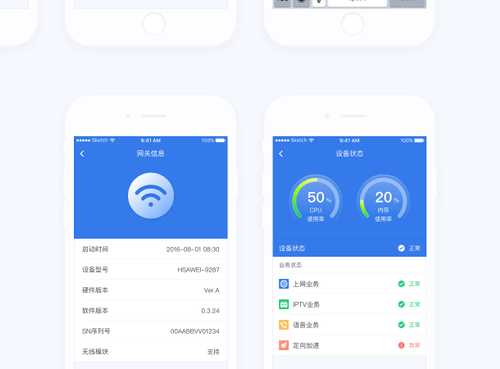 space
Sketch
9:41 AM
100%
网关信息
启动时间 2016-08-01 08:30
设备型号 HSAWEI-9287
硬件版本 Ver.A
软件版本 0.3.24
SN序列号 00AABBVV01234
无线模块 支持
Sketch
9:41 AM
100%
设备状态
50%
CPU
使用率
20%
内存
使用率
设备状态 正常
业务状态
上网业务 正常
IPTV业务 正常
语音业务 正常
定向加速 异常